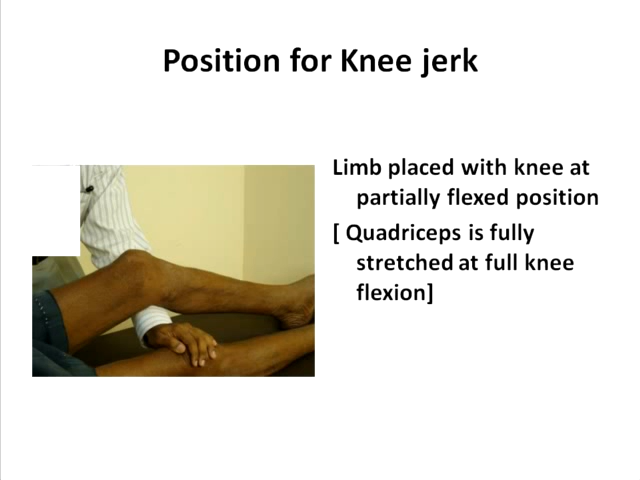 Position for Knee jerk
Limb placed with knee at
partially flexed position
[ Quadriceps is fully
stretched at full knee
flexion]